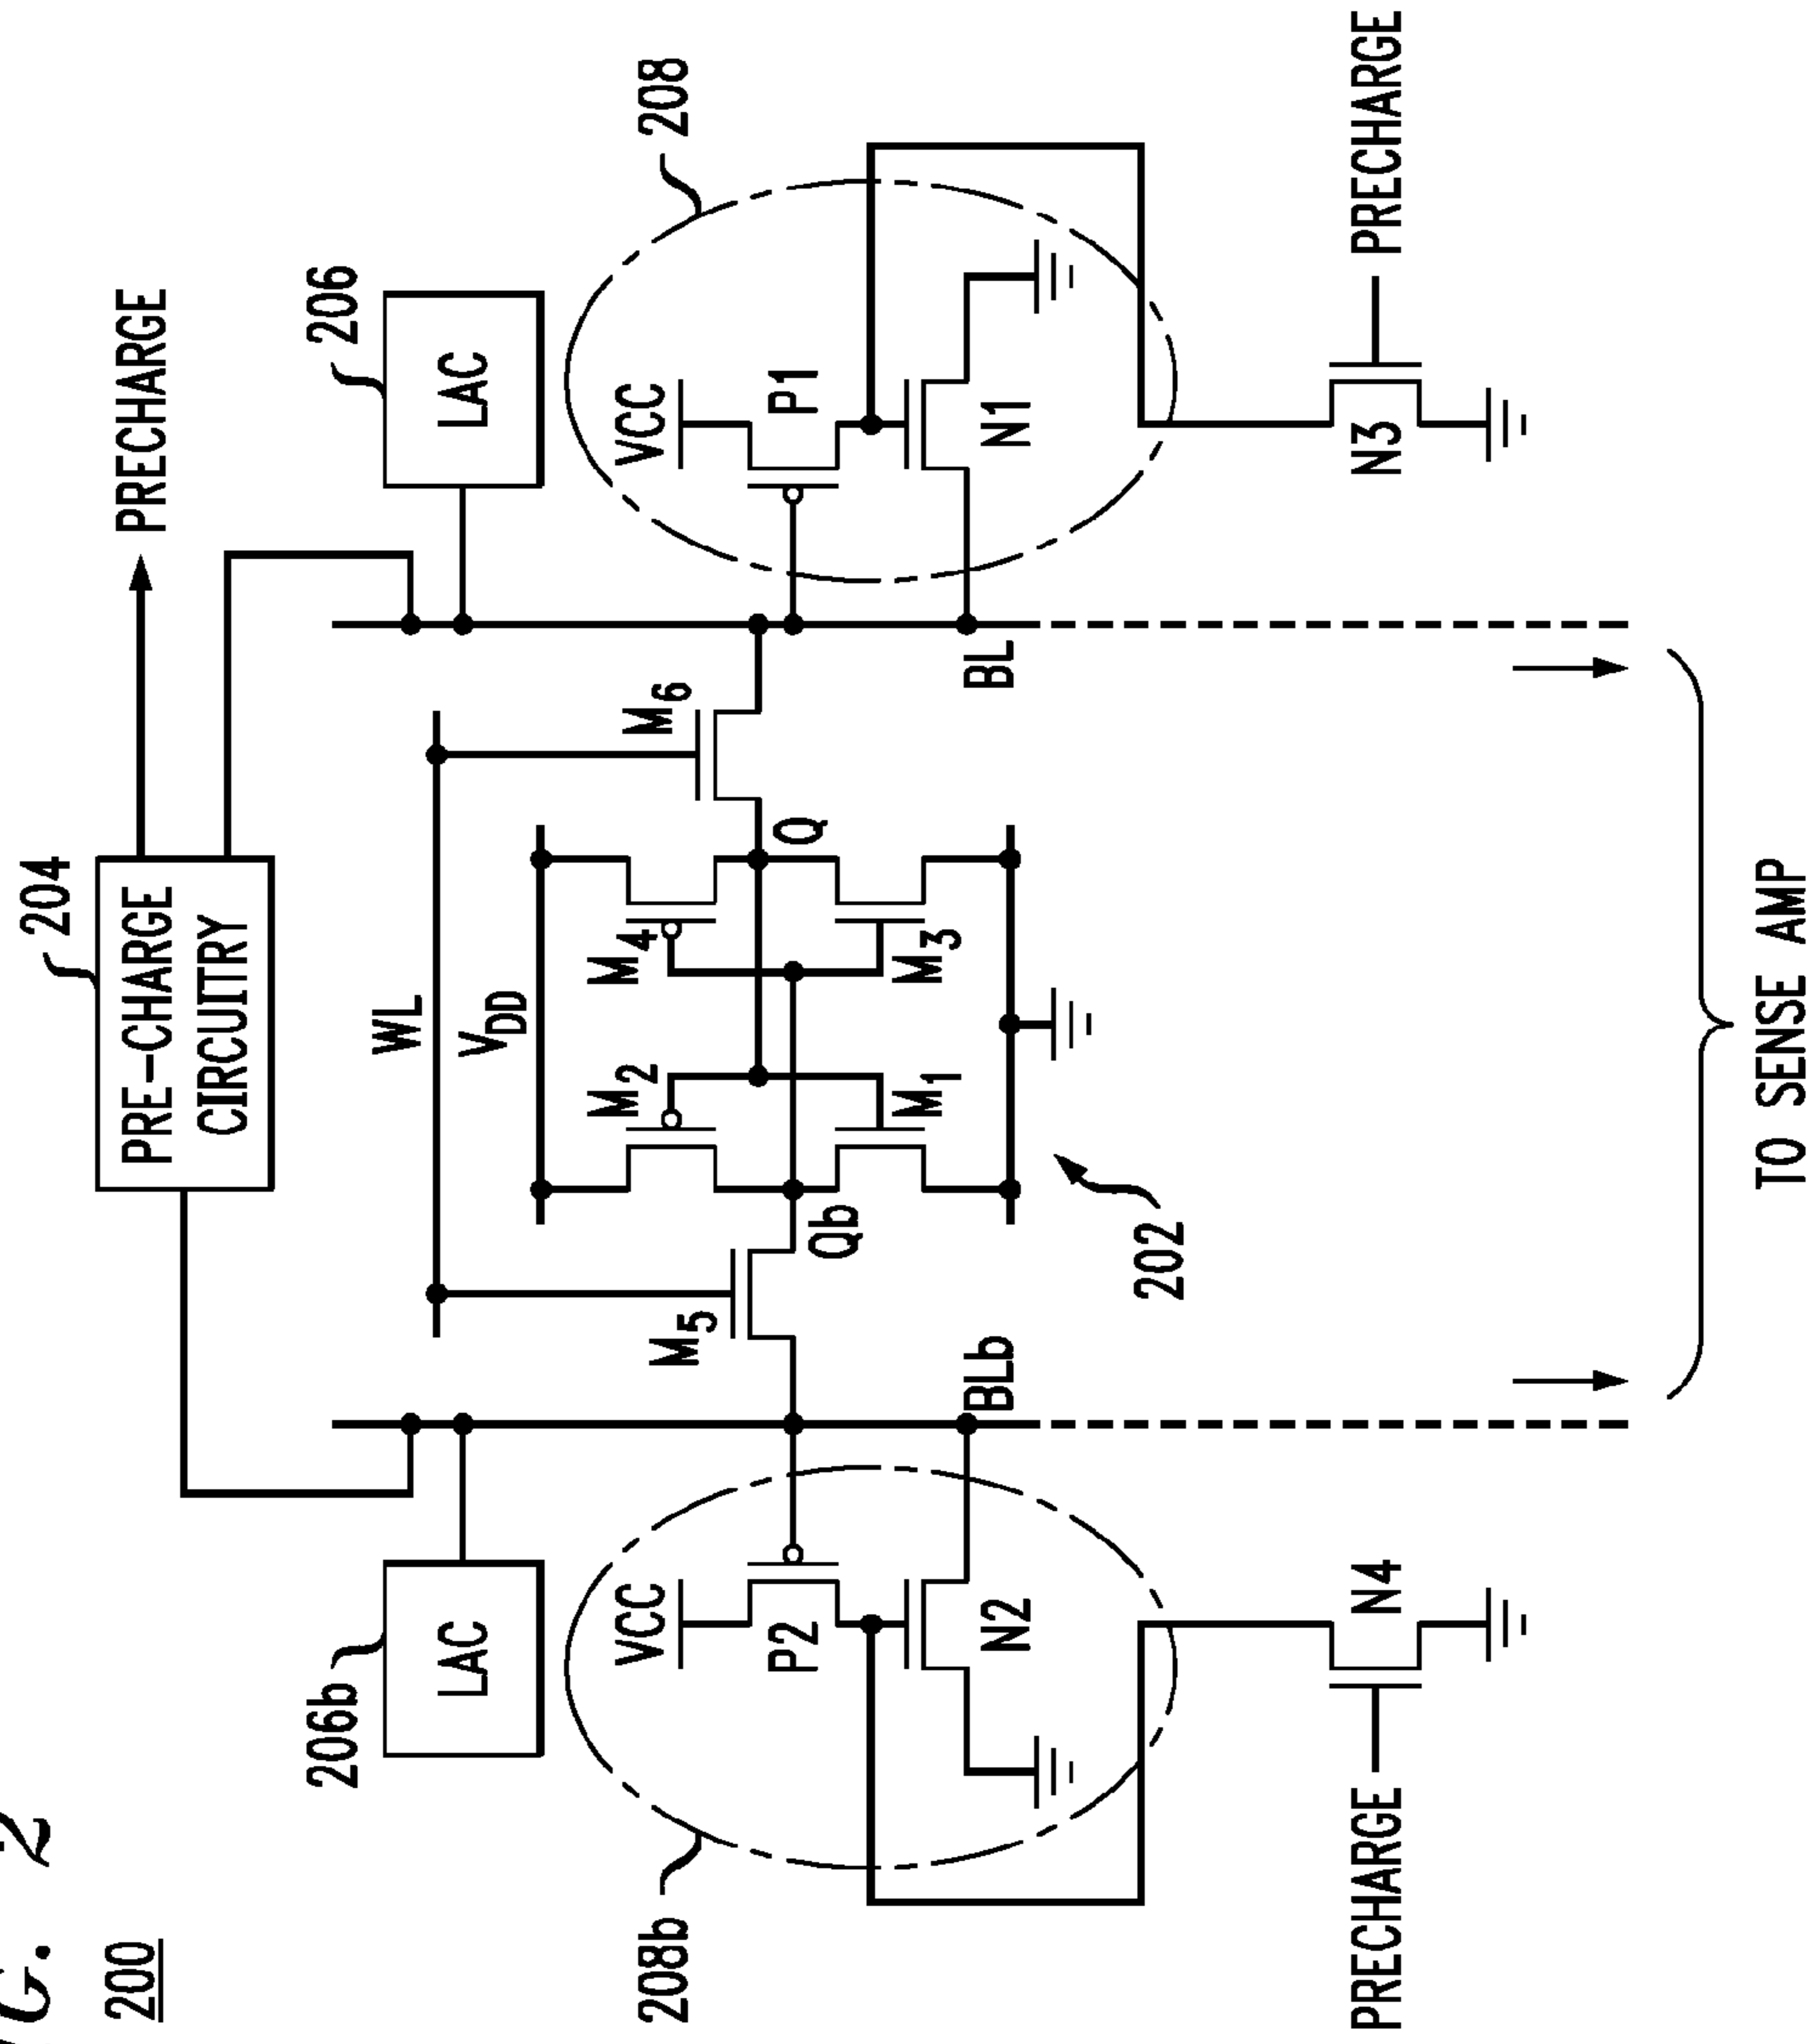 200
204
PRE-CHARGE
CIRCUITRY
PRECHARGE
206b
LAC
WL
206
LAC
VDD
208b
VCC
P2
N2
M5
M2
M4
M6
VCC
P1
N1
208
Qb
Q
M1
M3
BLb
BL
202
PRECHARGE
N4
N3
PRECHARGE
TO SENSE AMP